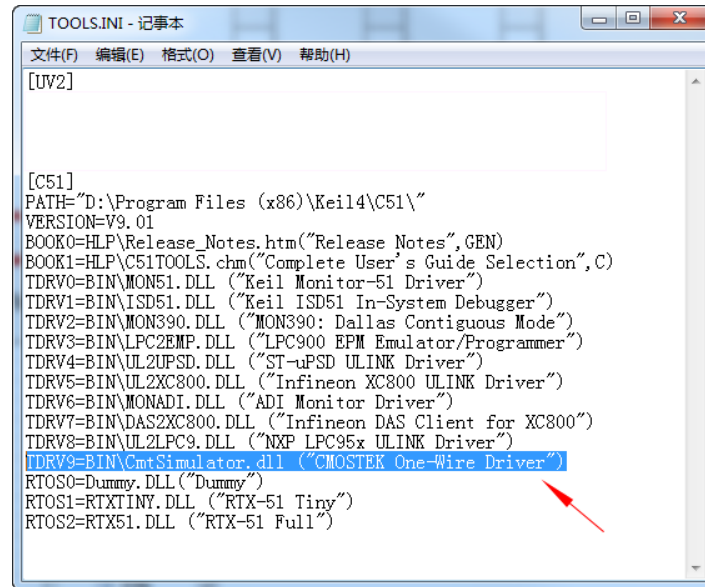 TOOLS.INI - 记事本
文件(F) 编辑(E) 格式(O) 查看(V) 帮助(H)
[UV2]
[C51]
PATH="D:\Program Files (x86)\Keil4\C51\"
VERSION=V9.01
BOOK0=HLP\Release_Notes.htm("Release Notes",GEN)
BOOK1=HLP\C51TOOLS.chm("Complete User's Guide Selection",C)
TDRV0=BIN\MON51.DLL ("Keil Monitor-51 Driver")
TDRV1=BIN\ISD51.DLL ("Keil ISD51 In-System Debugger")
TDRV2=BIN\MON390.DLL ("MON390: Dallas Contiguous Mode")
TDRV3=BIN\LPC2EMP.DLL ("LPC900 EPM Emulator/Programmer")
TDRV4=BIN\UL2UPSD.DLL ("ST-uPSD ULINK Driver")
TDRV5=BIN\UL2XC800.DLL ("Infineon XC800 ULINK Driver")
TDRV6=BIN\MONADI.DLL ("ADI Monitor Driver")
TDRV7=BIN\DAS2XC800.DLL ("Infineon DAS Client for XC800")
TDRV8=BIN\UL2LPC9.DLL ("NXP LPC95x ULINK Driver")
TDRV9=BIN\CmtSimulator.dll ("CMOSTEK One-Wire Driver")
RTOS0=Dummy.DLL("Dummy")
RTOS1=RTXTINY.DLL ("RTX-51 Tiny")
RTOS2=RTX51.DLL ("RTX-51 Full")